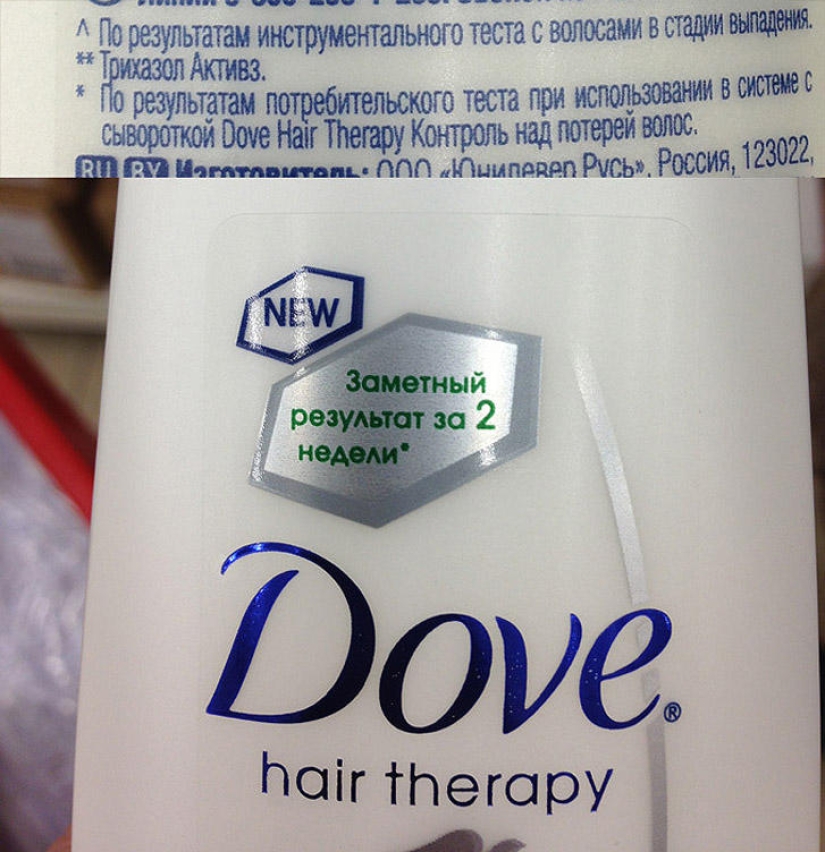 ^ По результатам инструментального теста с волосами в стадии выпадения.
** Трихазол Активз.
* По результатам потребительского теста при использовании в системе с
сывороткой Dove Hair Therapy Контроль над потерей волос.
RU BY Изготовитель: ООО «Юнилевер Русь», Россия, 123022,
NEW
Заметный
результат за 2
недели*
Dove®
hair therapy